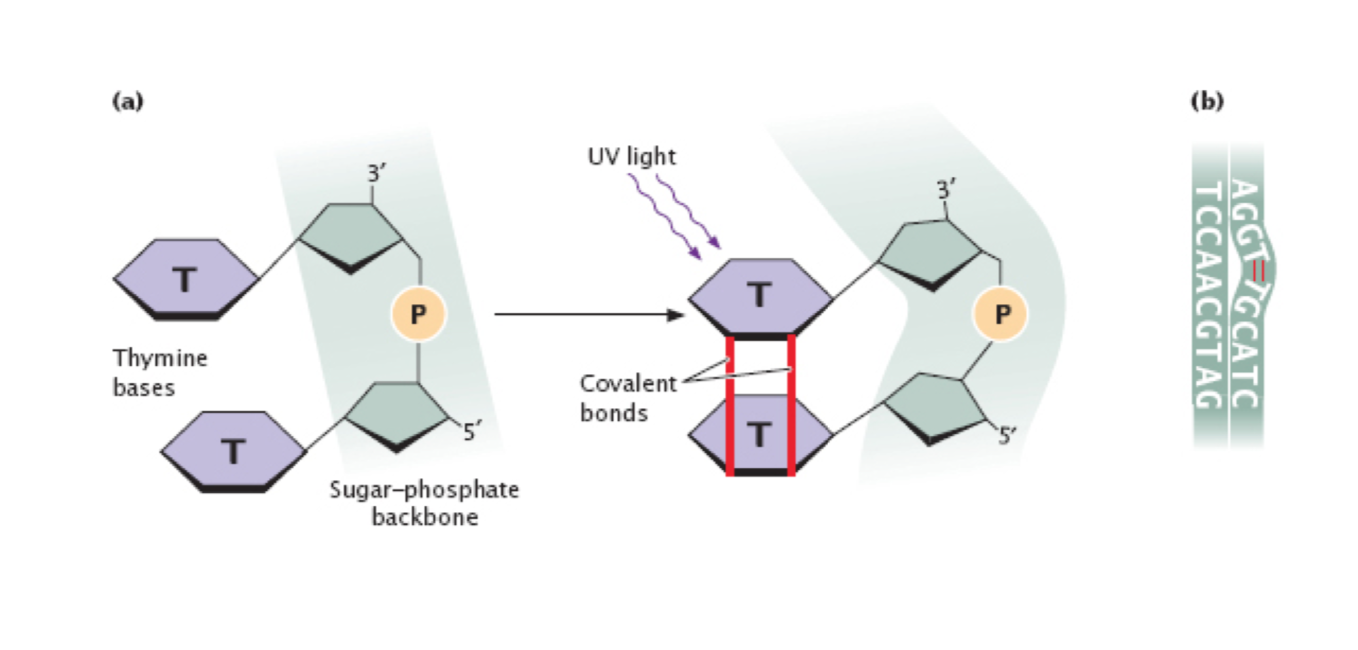 (a)
(b)
3′
T
P
Thymine
bases
T
5′
Sugar–phosphate
backbone
UV light
3′
T
P
Covalent
bonds
T
5′
AGGTTGCATC
TCCAACGTAG